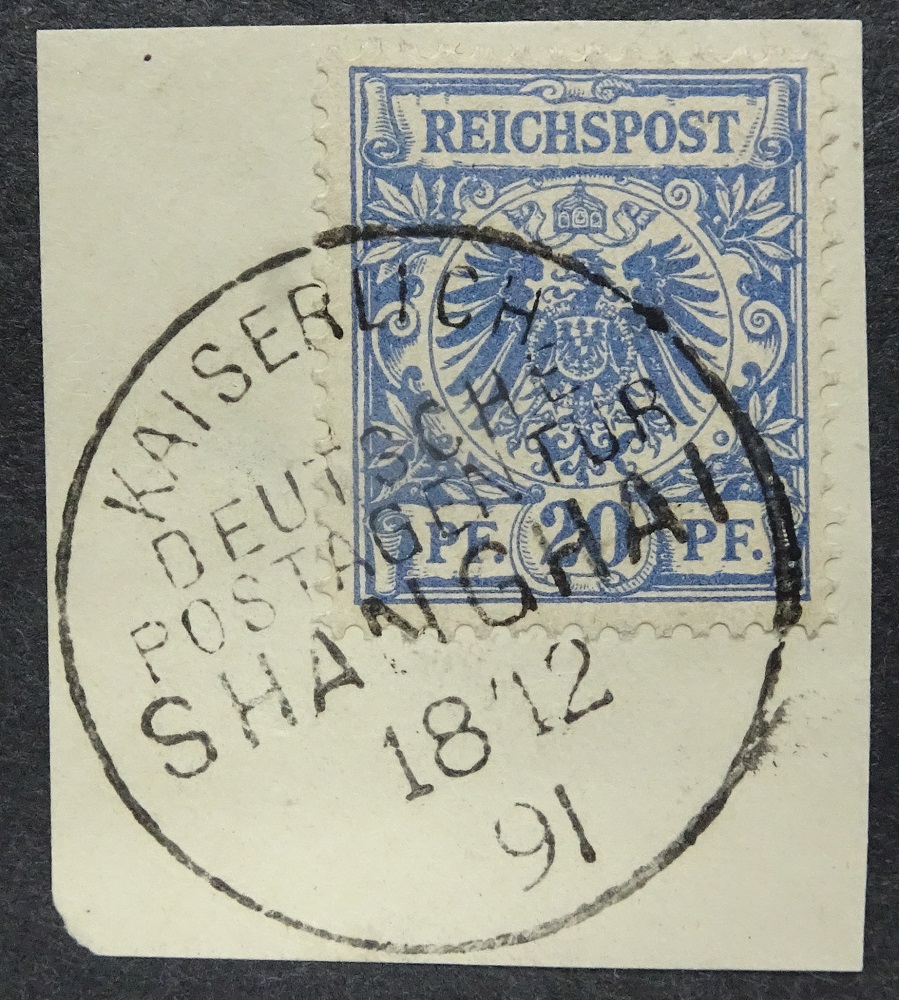 REICHSPOST
PF. 20 PF.
KAISERLICH
DEUTSCHE
POSTAGENTUR
SHANGHAI
18 12
91